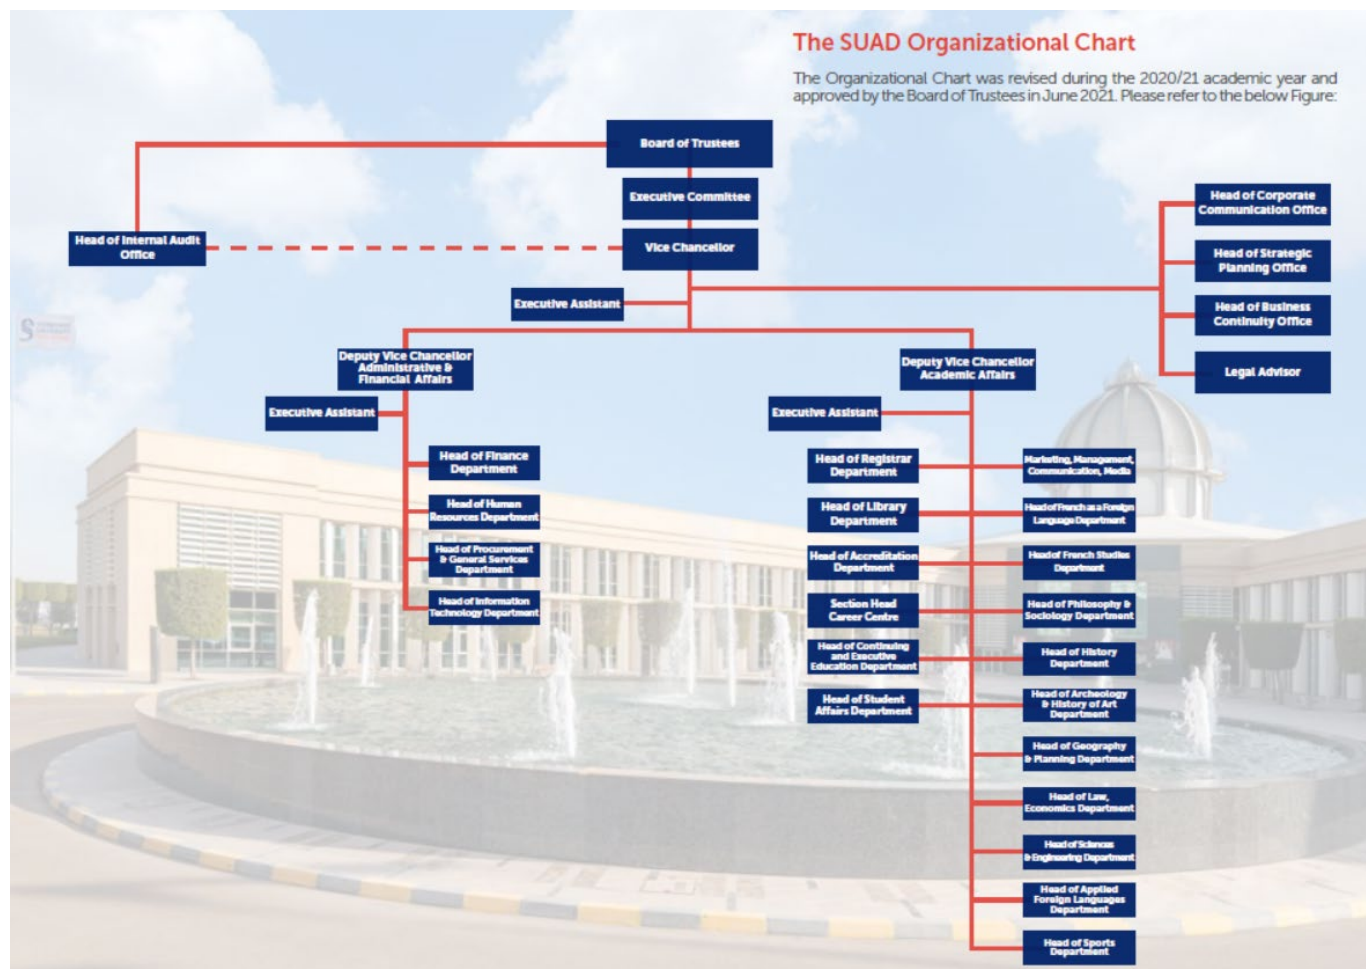 The SUAD Organizational Chart
The Organizational Chart was revised during the 2020/21 academic year and
approved by the Board of Trustees in June 2021. Please refer to the below Figure:
Board of Trustees
Executive Committee
Head of Internal Audit
Office
Vice Chancellor
Head of Corporate
Communication Office
Head of Strategic
Planning Office
Head of Business
Continuity Office
Legal Advisor
Executive Assistant
Deputy Vice Chancellor
Administrative &
Financial Affairs
Executive Assistant
Head of Finance
Department
Head of Human
Resources Department
Head of Procurement
& General Services
Department
Head of Information
Technology Department
Deputy Vice Chancellor
Academic Affairs
Executive Assistant
Head of Registrar
Department
Head of Library
Department
Head of Accreditation
Department
Section Head
Career Centre
Head of Continuing
and Executive
Education Department
Head of Student
Affairs Department
Marketing, Management,
Communication, Media
Head of French as a Foreign
Language Department
Head of French Studies
Department
Head of Philosophy &
Sociology Department
Head of History
Department
Head of Archeology
& History of Art
Department
Head of Geography
& Planning Department
Head of Law,
Economics Department
Head of Sciences
& Engineering Department
Head of Applied
Foreign Languages
Department
Head of Sports
Department